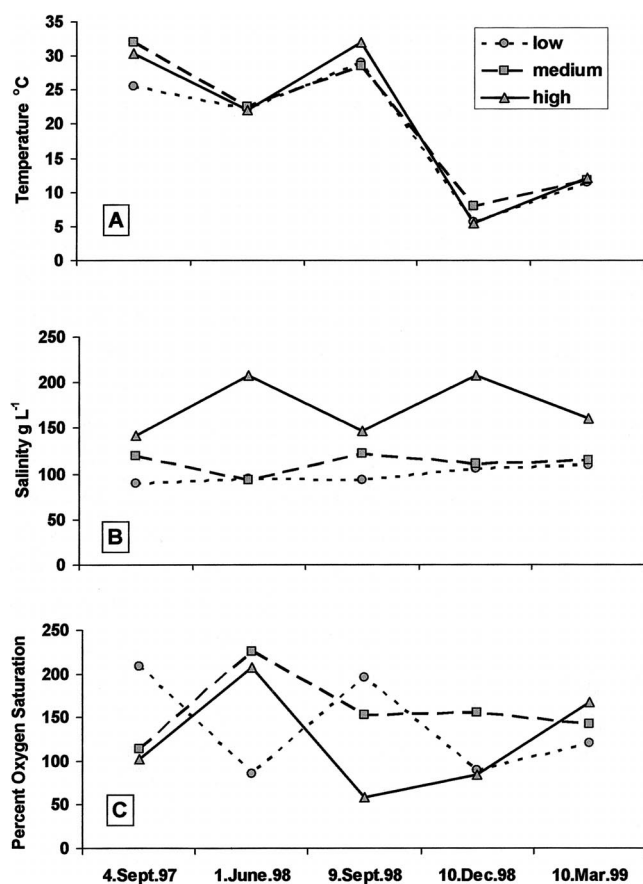 35
30
25
20
15
10
5
0
Temperature °C
A
low
medium
high
250
200
150
100
50
0
Salinity g L-1
B
250
200
150
100
50
0
Percent Oxygen Saturation
C
4.Sept.97 1.June.98 9.Sept.98 10.Dec.98 10.Mar.99